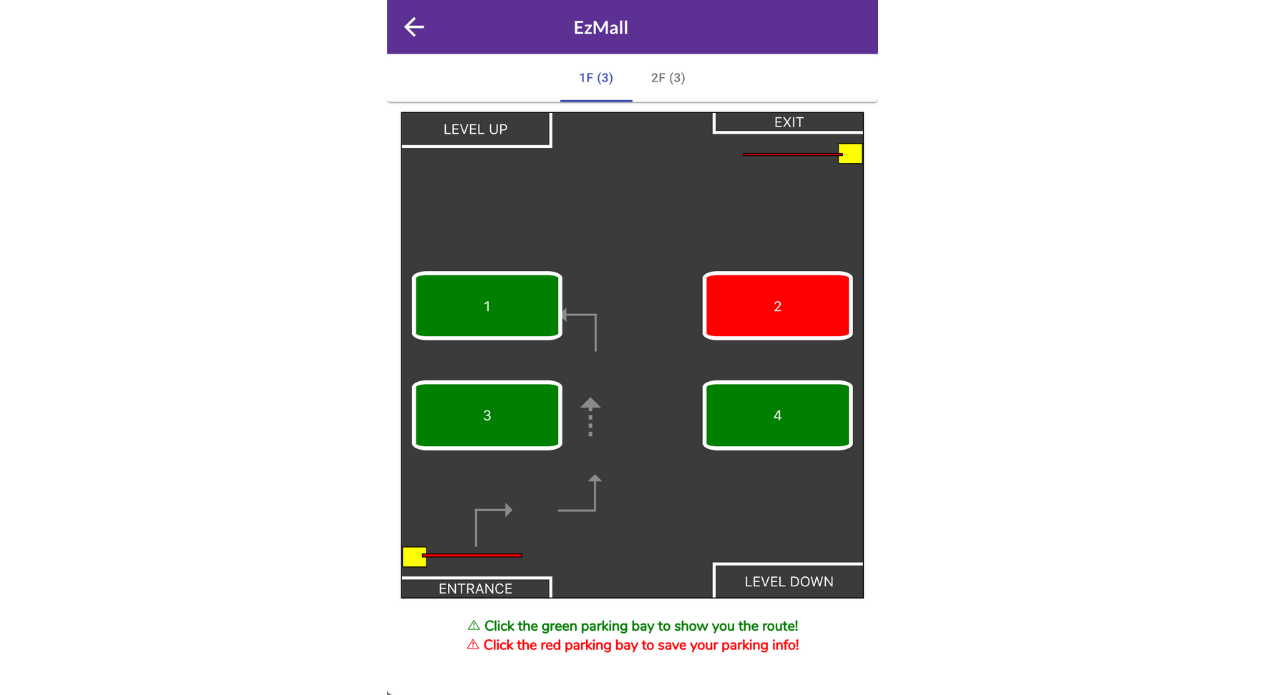 EzMall
1F (3) 2F (3)
LEVEL UP EXIT
1 2
3 4
ENTRANCE LEVEL DOWN
⚠ Click the green parking bay to show you the route!
⚠ Click the red parking bay to save your parking info!